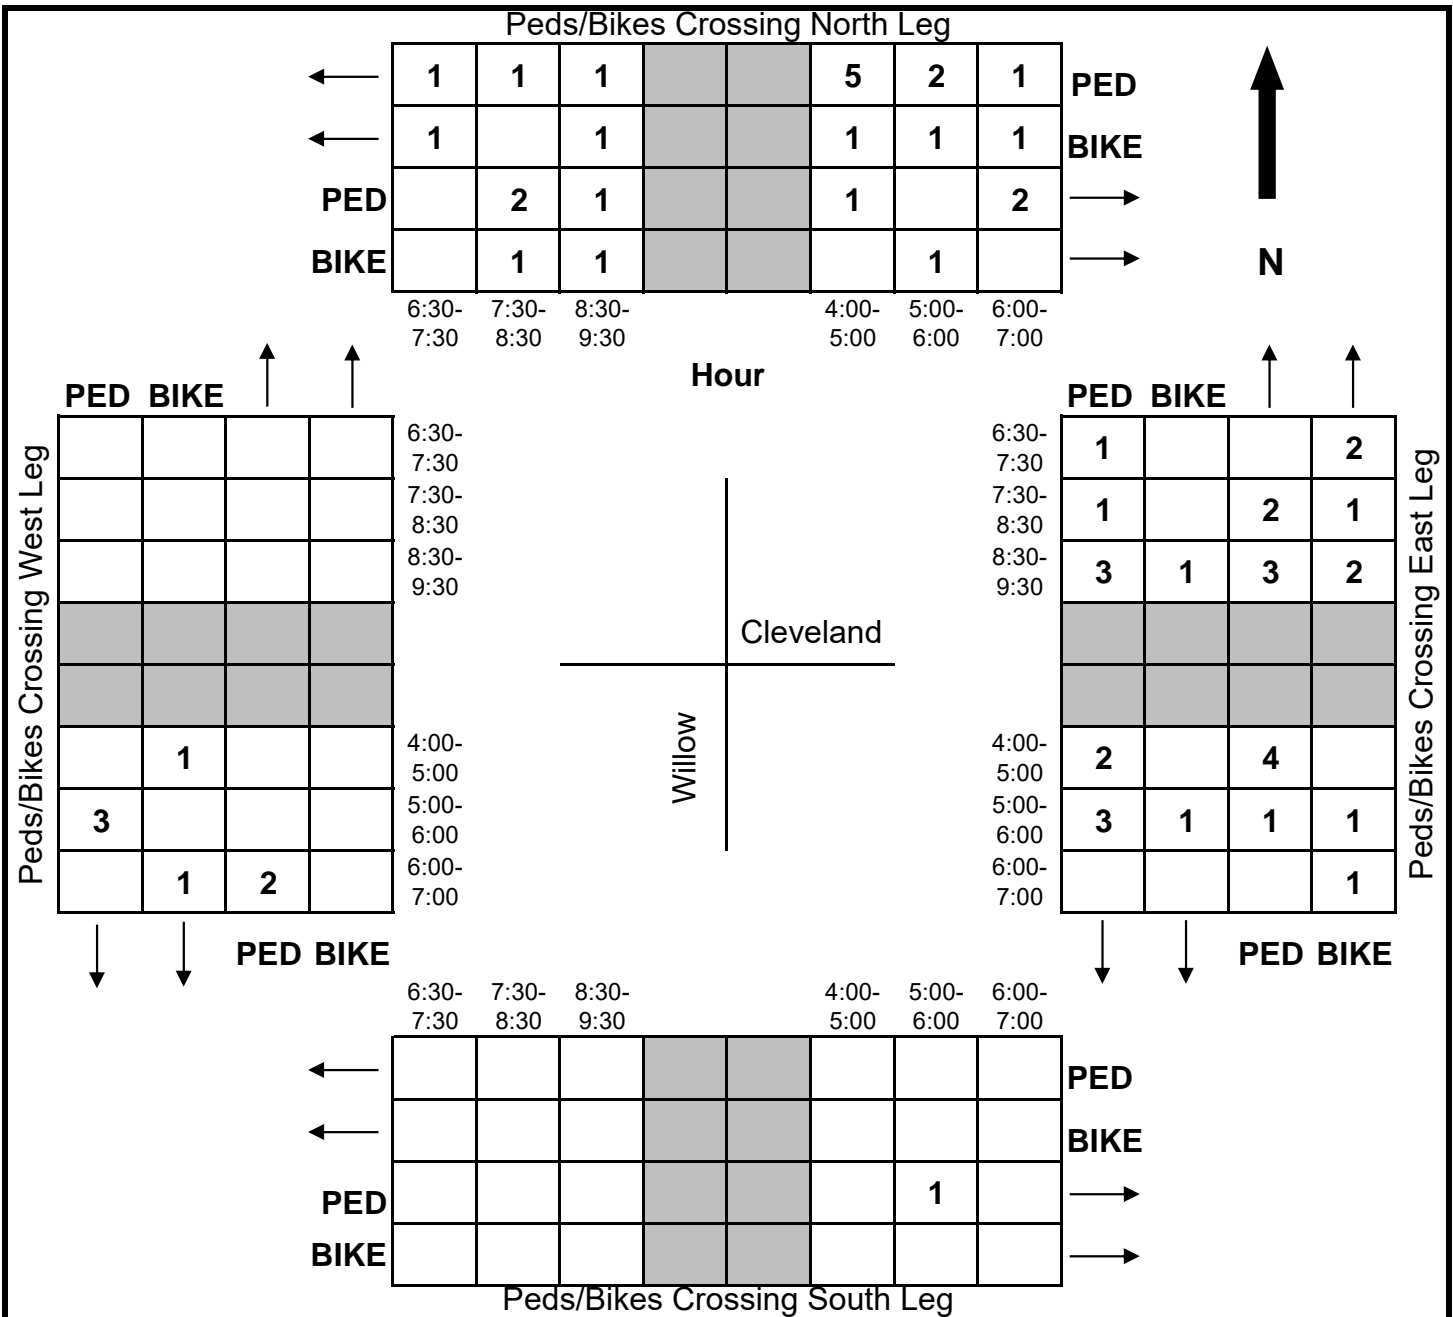 Peds/Bikes Crossing North Leg
1 1 1 5 2 1 PED
1 1 1 1 1 BIKE
PED 2 1 1 2
BIKE 1 1 1
N
6:30- 7:30- 8:30- 4:00- 5:00- 6:00-
7:30 8:30 9:30 5:00 6:00 7:00
Hour
PED BIKE
PED BIKE
Peds/Bikes Crossing West Leg
6:30-
7:30
7:30-
8:30
8:30-
9:30
1
4:00-
5:00
3
5:00-
6:00
1 2
6:00-
7:00
PED BIKE
Cleveland
Willow
6:30-
7:30
1 2
7:30-
8:30
1 2 1
8:30-
9:30
3 1 3 2
4:00-
5:00
2 4
5:00-
6:00
3 1 1 1
6:00-
7:00
1
PED BIKE
Peds/Bikes Crossing East Leg
6:30- 7:30- 8:30- 4:00- 5:00- 6:00-
7:30 8:30 9:30 5:00 6:00 7:00
PED
BIKE
PED 1
BIKE
Peds/Bikes Crossing South Leg